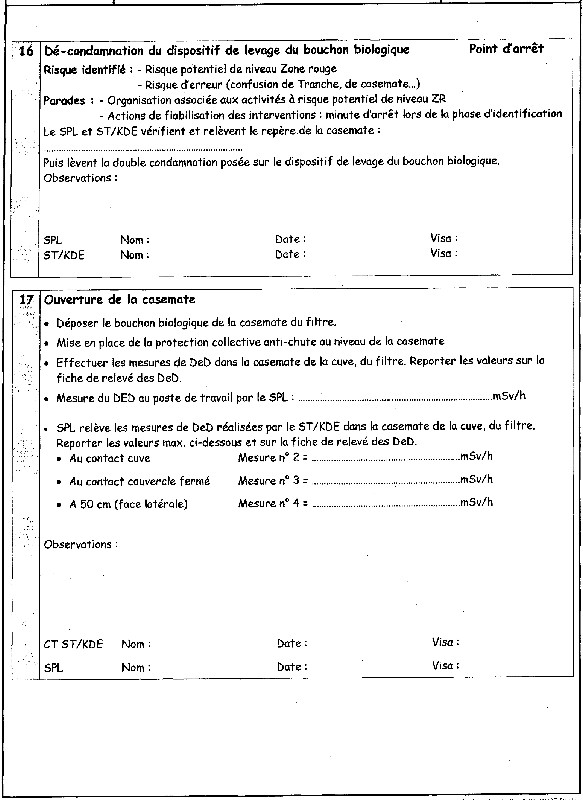 16 Dé-condamnation du dispositif de levage du bouchon biologique Point d'arrêt
Risque identifié : - Risque potentiel de niveau Zone rouge
- Risque d'erreur (confusion de Tranche, de casemate...)
Parades : - Organisation associée aux activités à risque potentiel de niveau ZR
- Actions de fiabilisation des interventions : minute d'arrêt lors de la phase d'identification
Le SPL et ST/KDE vérifient et relèvent le repère de la casemate :
..........................................................
Puis lèvent la double condamnation posée sur le dispositif de levage du bouchon biologique.
Observations :
SPL Nom : Date : Visa :
ST/KDE Nom : Date : Visa :
17 Ouverture de la casemate
• Déposer le bouchon biologique de la casemate du filtre.
• Mise en place de la protection collective anti-chute au niveau de la casemate
• Effectuer les mesures de DeD dans la casemate de la cuve, du filtre. Reporter les valeurs sur la
fiche de relevé des DeD.
• Mesure du DED au poste de travail par le SPL : ..........................................................mSv/h
• SPL relève les mesures de DeD réalisées par le ST/KDE dans la casemate de la cuve, du filtre.
Reporter les valeurs max. ci-dessous et sur la fiche de relevé des DeD.
• Au contact cuve Mesure n° 2 = ..................................................mSv/h
• Au contact couvercle fermé Mesure n° 3 = ..................................................mSv/h
• A 50 cm (face latérale) Mesure n° 4 = ..................................................mSv/h
Observations :
CT ST/KDE Nom : Date : Visa :
SPL Nom : Date : Visa :